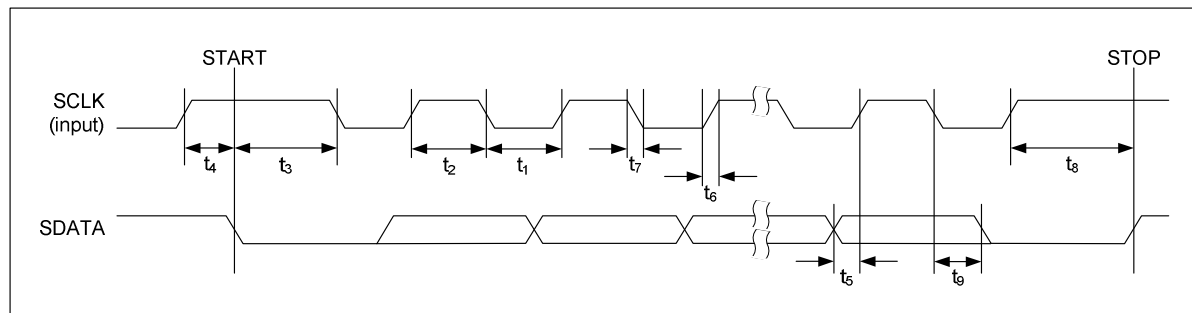 START
STOP
SCLK
(input)
t4
t3
t2
t1
t7
t6
t8
SDATA
t5
t9